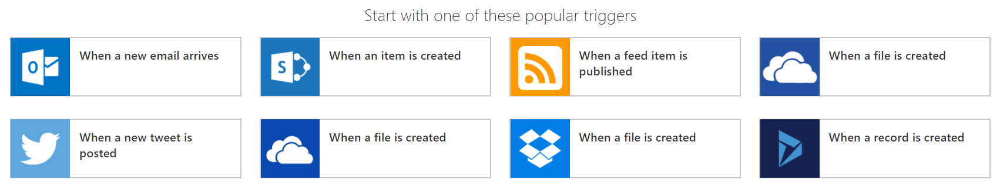 Start with one of these popular triggers
When a new email arrives
When an item is created
When a feed item is
published
When a file is created
When a new tweet is
posted
When a file is created
When a file is created
When a record is created